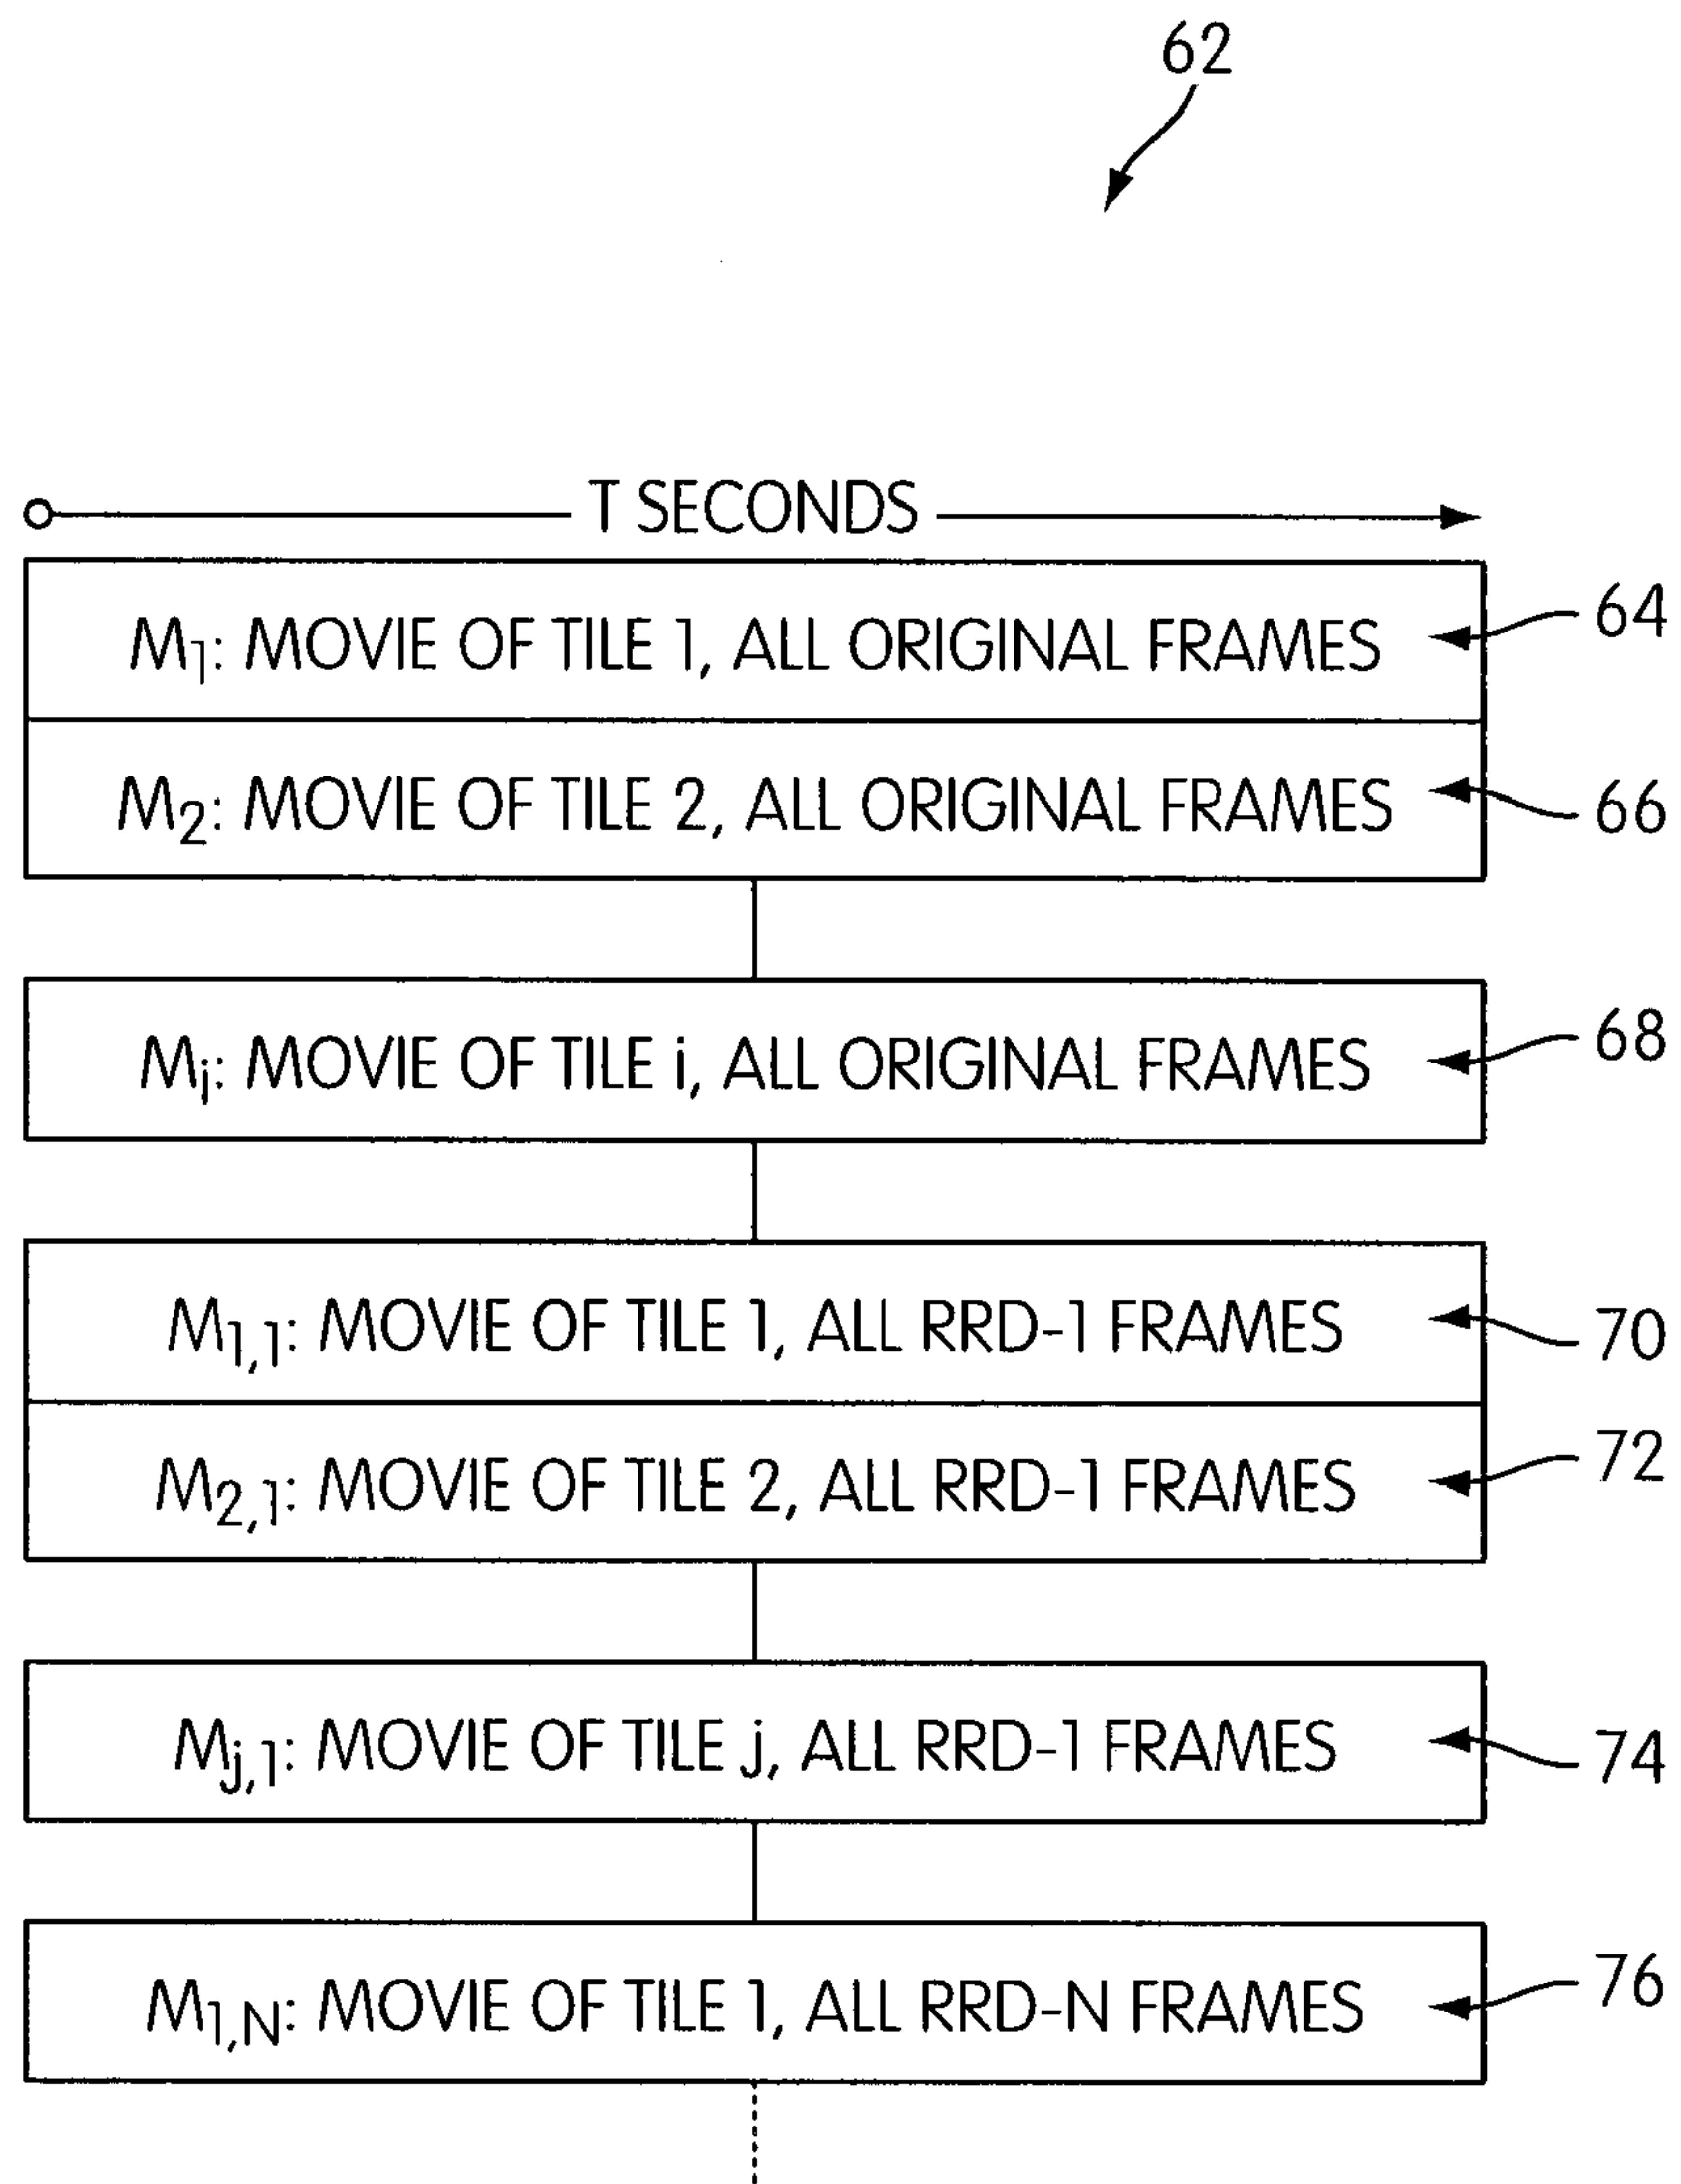 62
T SECONDS
M1: MOVIE OF TILE 1, ALL ORIGINAL FRAMES
64
M2: MOVIE OF TILE 2, ALL ORIGINAL FRAMES
66
Mi: MOVIE OF TILE i, ALL ORIGINAL FRAMES
68
M1,1: MOVIE OF TILE 1, ALL RRD-1 FRAMES
70
M2,1: MOVIE OF TILE 2, ALL RRD-1 FRAMES
72
Mj,1: MOVIE OF TILE j, ALL RRD-1 FRAMES
74
M1,N: MOVIE OF TILE 1, ALL RRD-N FRAMES
76